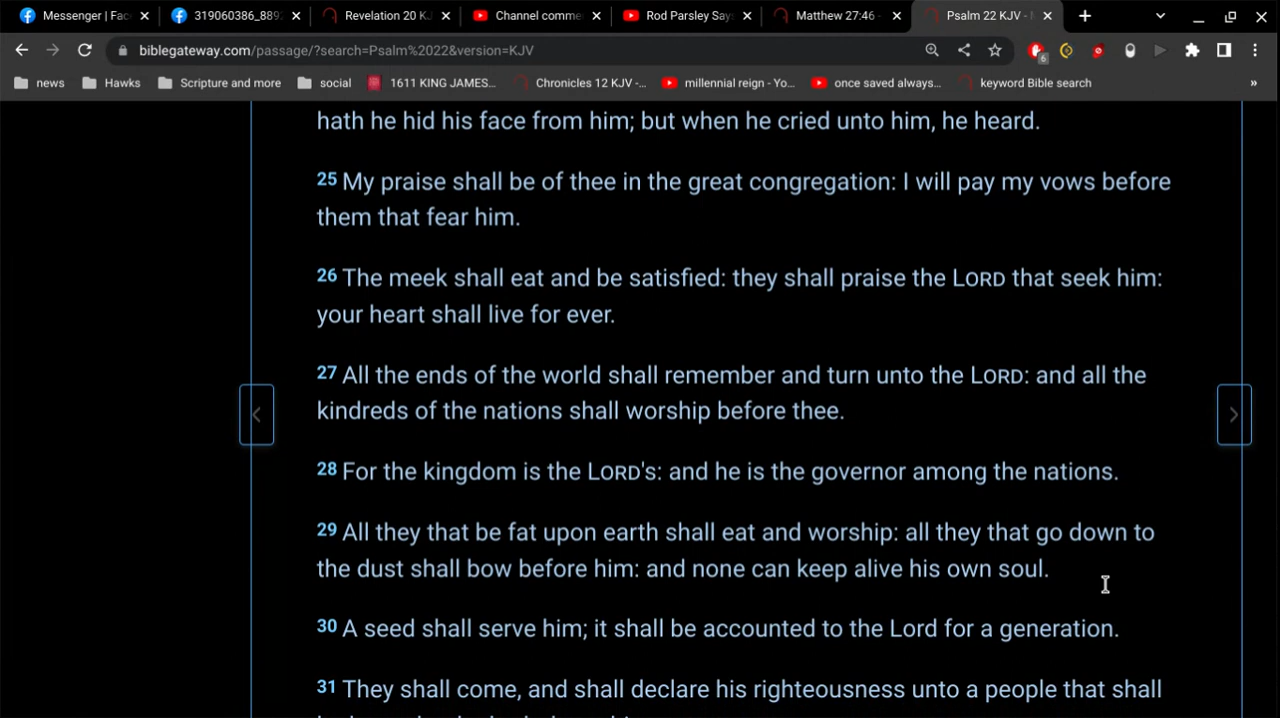 Messenger | Fac
319060386_889
Revelation 20 K
Channel comme
Rod Parsley Say
Matthew 27:46
Psalm 22 KJV -
biblegateway.com/passage/?search=Psalm%2022&version=KJV
6
news
Hawks
Scripture and more
social
1611 KING JAMES...
Chronicles 12 KJV -...
millennial reign - Yo...
once saved always...
keyword Bible search
»
hath he hid his face from him; but when he cried unto him, he heard.
25 My praise shall be of thee in the great congregation: I will pay my vows before
them that fear him.
26 The meek shall eat and be satisfied: they shall praise the LORD that seek him:
your heart shall live for ever.
27 All the ends of the world shall remember and turn unto the LORD: and all the
kindreds of the nations shall worship before thee.
28 For the kingdom is the LORD's: and he is the governor among the nations.
29 All they that be fat upon earth shall eat and worship: all they that go down to
the dust shall bow before him: and none can keep alive his own soul.
30 A seed shall serve him; it shall be accounted to the Lord for a generation.
31 They shall come, and shall declare his righteousness unto a people that shall